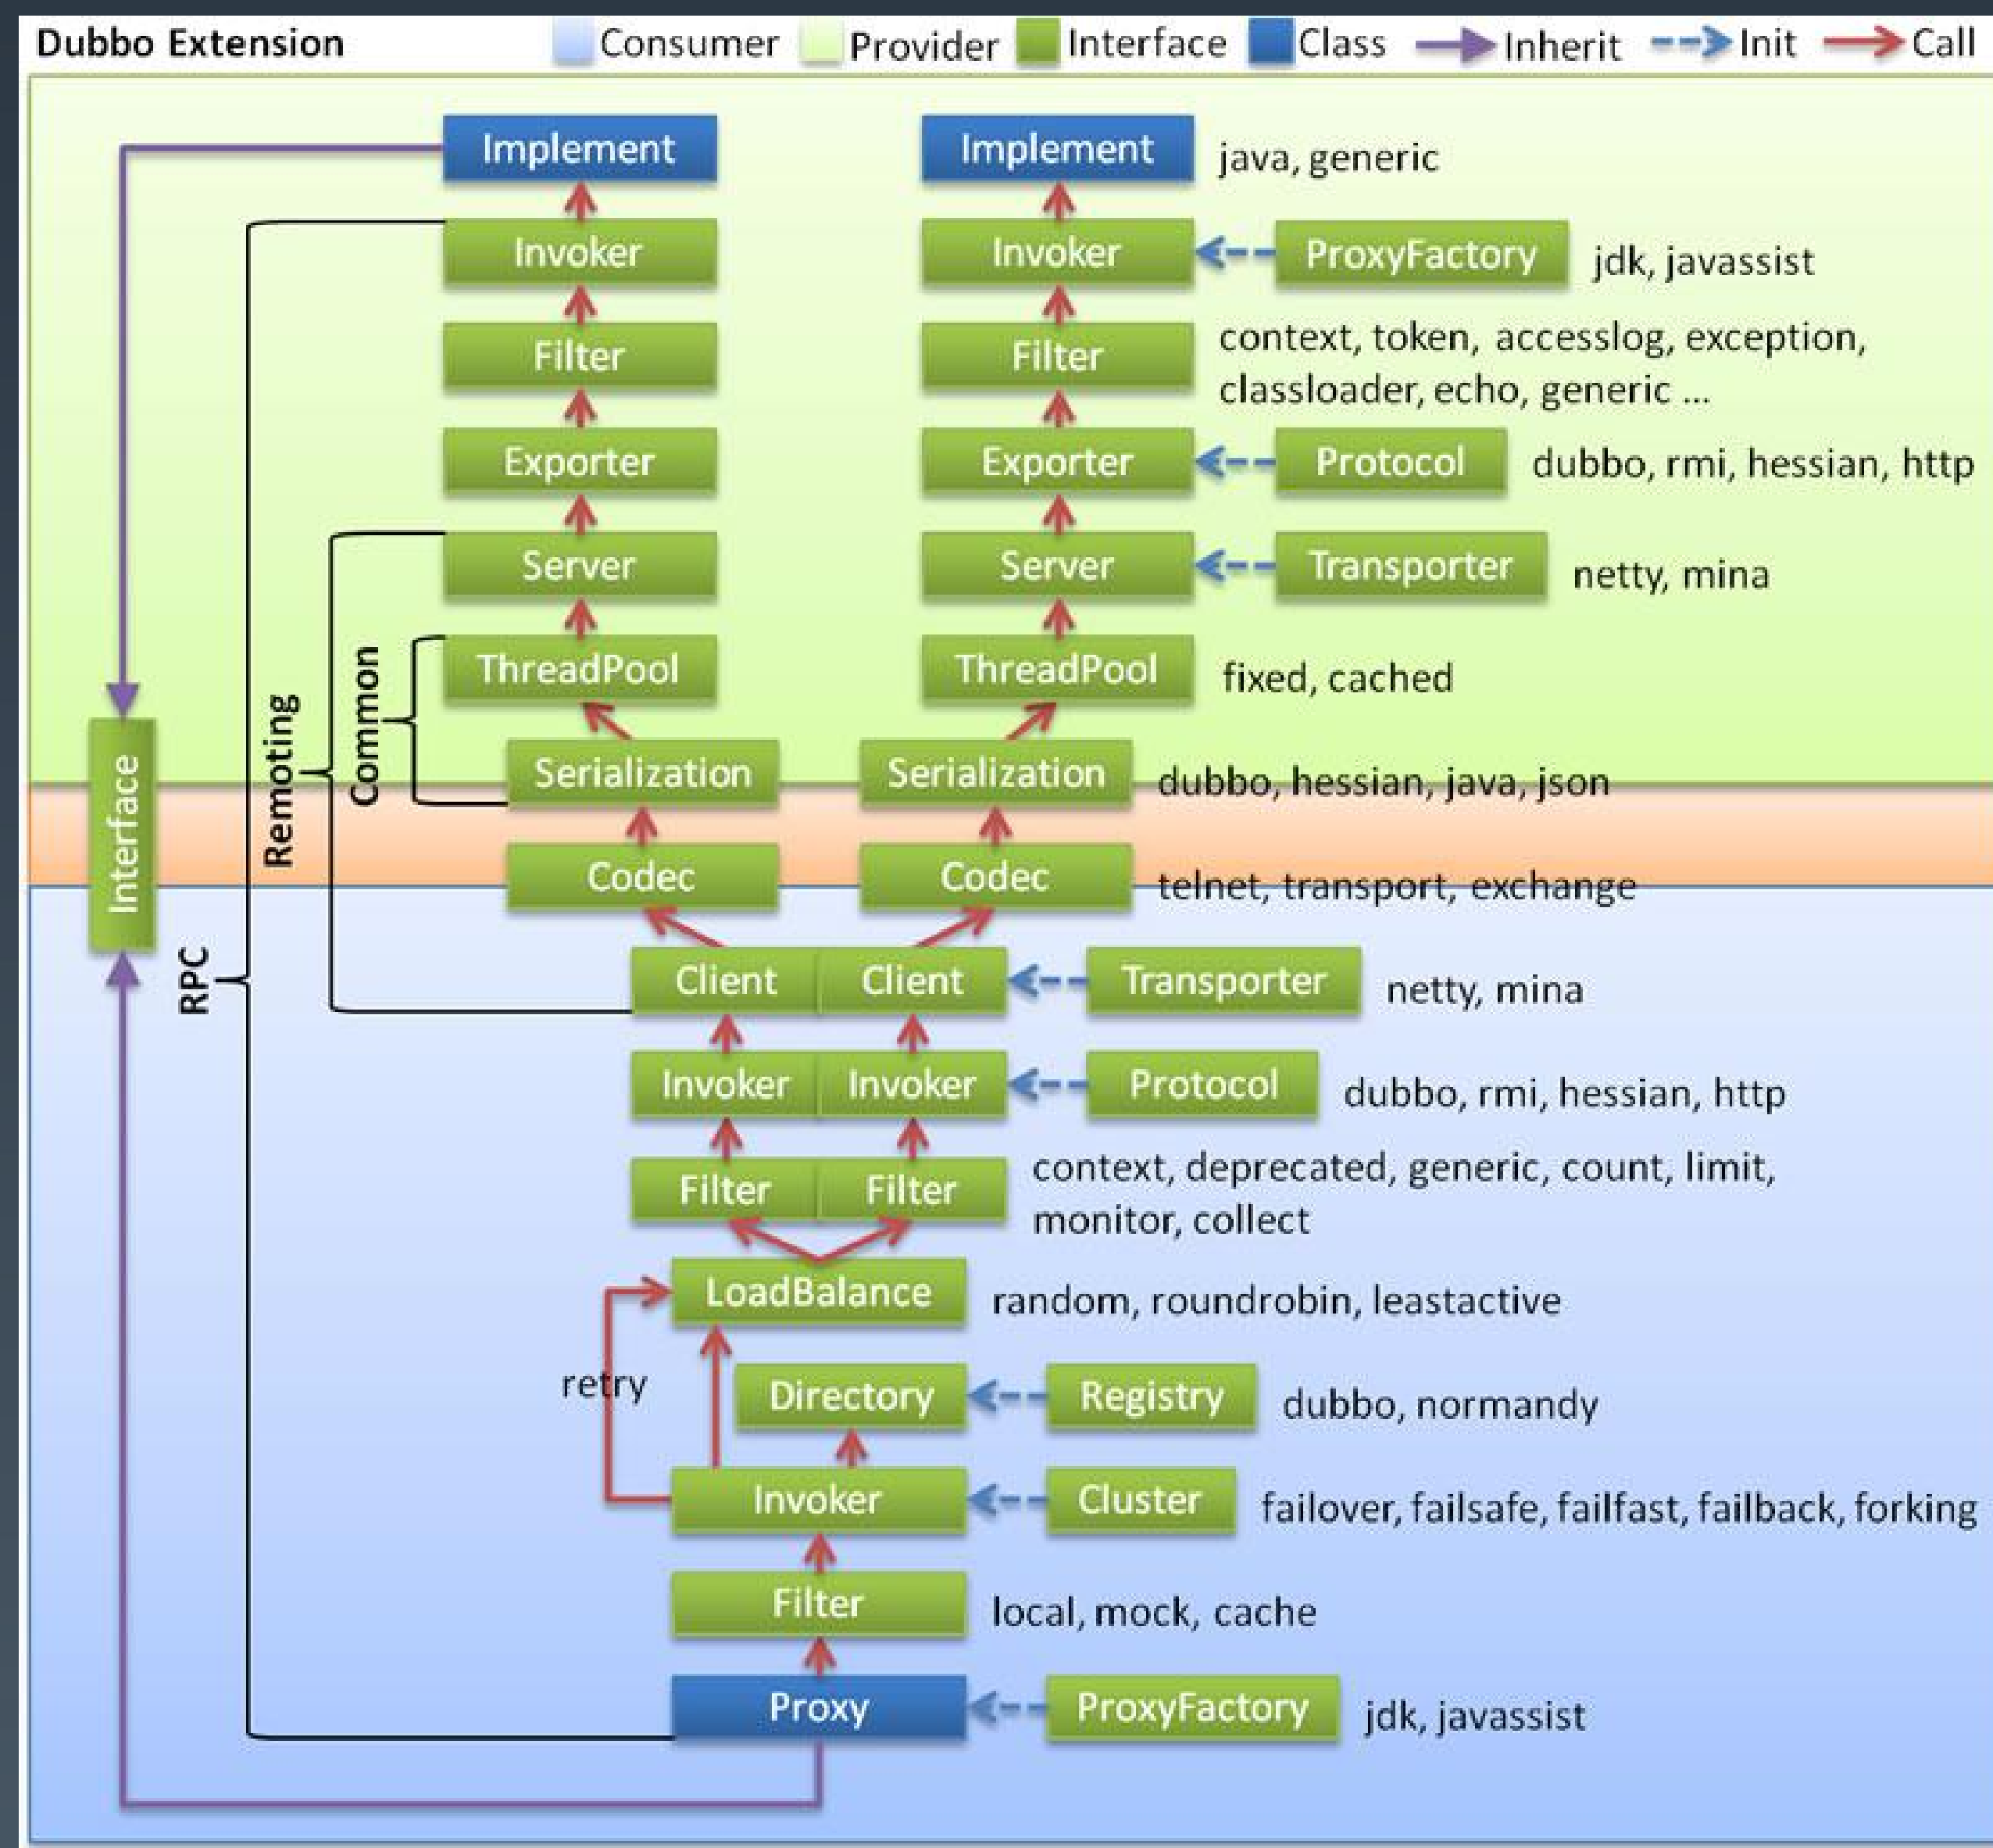 Dubbo Extension
Consumer
Provider
Interface
Class
Inherit
Init
Call
Implement
Implement
java, generic
Invoker
Invoker
ProxyFactory
jdk, javassist
Filter
Filter
context, token, accesslog, exception,
classloader, echo, generic ...
Exporter
Exporter
Protocol
dubbo, rmi, hessian, http
Server
Server
Transporter
netty, mina
ThreadPool
ThreadPool
fixed, cached
Common
Remoting
Interface
RPC
Serialization
Serialization
dubbo, hessian, java, json
Codec
Codec
telnet, transport, exchange
Client
Client
Transporter
netty, mina
Invoker
Invoker
Protocol
dubbo, rmi, hessian, http
Filter
Filter
context, deprecated, generic, count, limit,
monitor, collect
LoadBalance
random, roundrobin, leastactive
retry
Directory
Registry
dubbo, normandy
Invoker
Cluster
failover, failsafe, failfast, failback, forking
Filter
local, mock, cache
Proxy
ProxyFactory
jdk, javassist